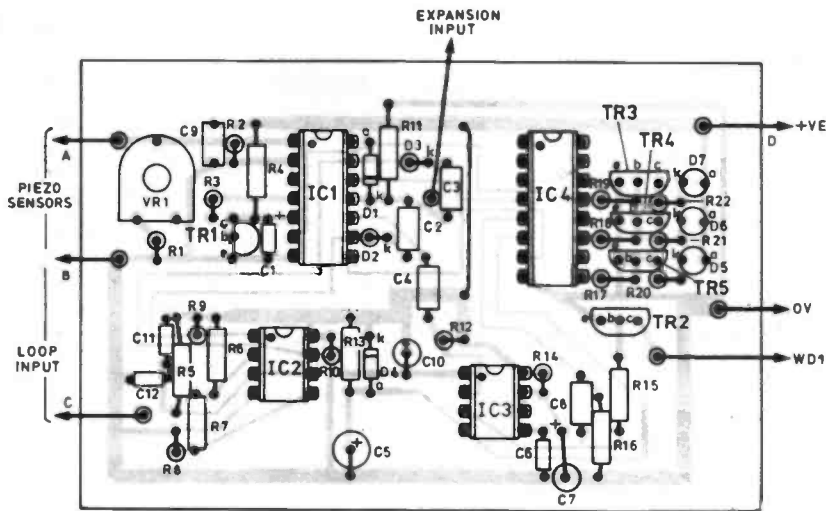 EXPANSION
INPUT
+VE
D
A
PIEZO
SENSORS
B
LOOP
INPUT
C
C9
R2
R4
R3
VR1
R1
TR1
c
b
e
C1
+
IC1
a
D1
k
R11
D3
k
D2
k
C2
C3
C4
IC4
TR3
TR4
e b c
D7
k
a
R19
R22
R18
c
D6
k
a
R21
b c
D5
k
a
R17
R20
TR5
TR2
e b c
0V
WD1
C11
R9
R5
R6
C12
R7
R8
IC2
R10
R13
k
D4
a
C10
R12
C5
+
IC3
R14
C8
R15
R16
C6
+
C7